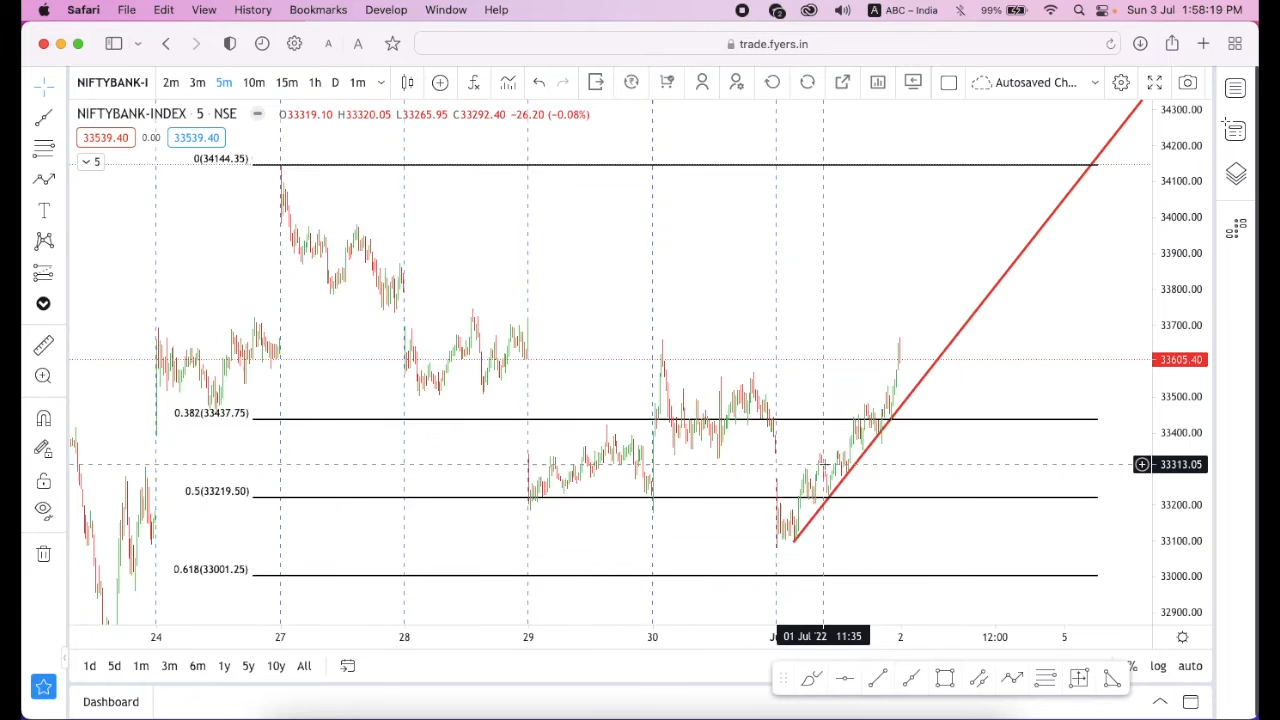 Safari File Edit View History Bookmarks Develop Window Help 2 A ABC – India 99% Sun 3 Jul 1:58:19 PM
A A trade.fyers.in
NIFTYBANK-I 2m 3m 5m 10m 15m 1h D 1m Autosaved Ch...
NIFTYBANK-INDEX · 5 · NSE O33319.10 H33320.05 L33265.95 C33292.40 -26.20 (-0.08%)
33539.40 0.00 33539.40
5
0(34144.35)
0.382(33437.75)
0.5(33219.50)
0.618(33001.25)
34300.00
34200.00
34100.00
34000.00
33900.00
33800.00
33700.00
33605.40
33500.00
33400.00
33313.05
33200.00
33100.00
33000.00
32900.00
24 27 28 29 30 01 Jul '22 11:35 2 12:00 5
1d 5d 1m 3m 6m 1y 5y 10y All % log auto
Dashboard